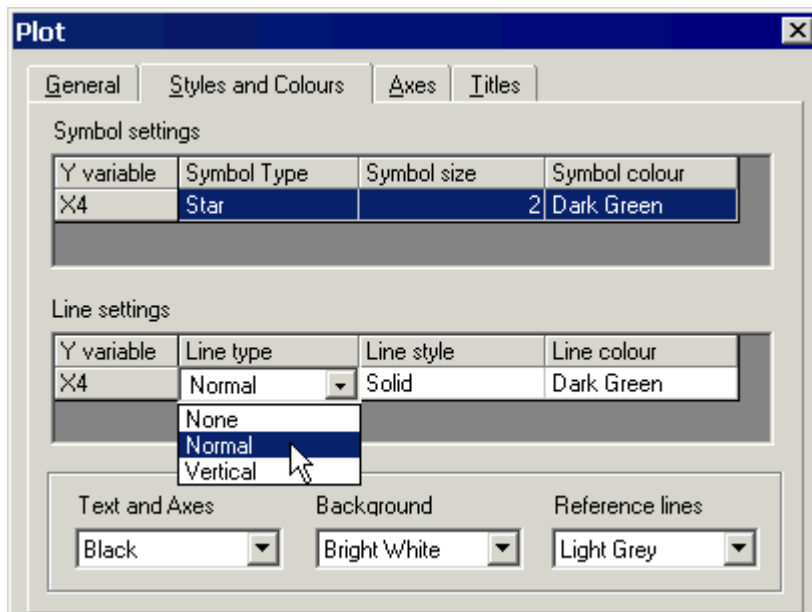 Plot
General Styles and Colours Axes Titles
Symbol settings
Y variable Symbol Type Symbol size Symbol colour
X4 Star 2 Dark Green
Line settings
Y variable Line type Line style Line colour
X4 Normal Solid Dark Green
None
Normal
Vertical
Text and Axes Background Reference lines
Black Bright White Light Grey